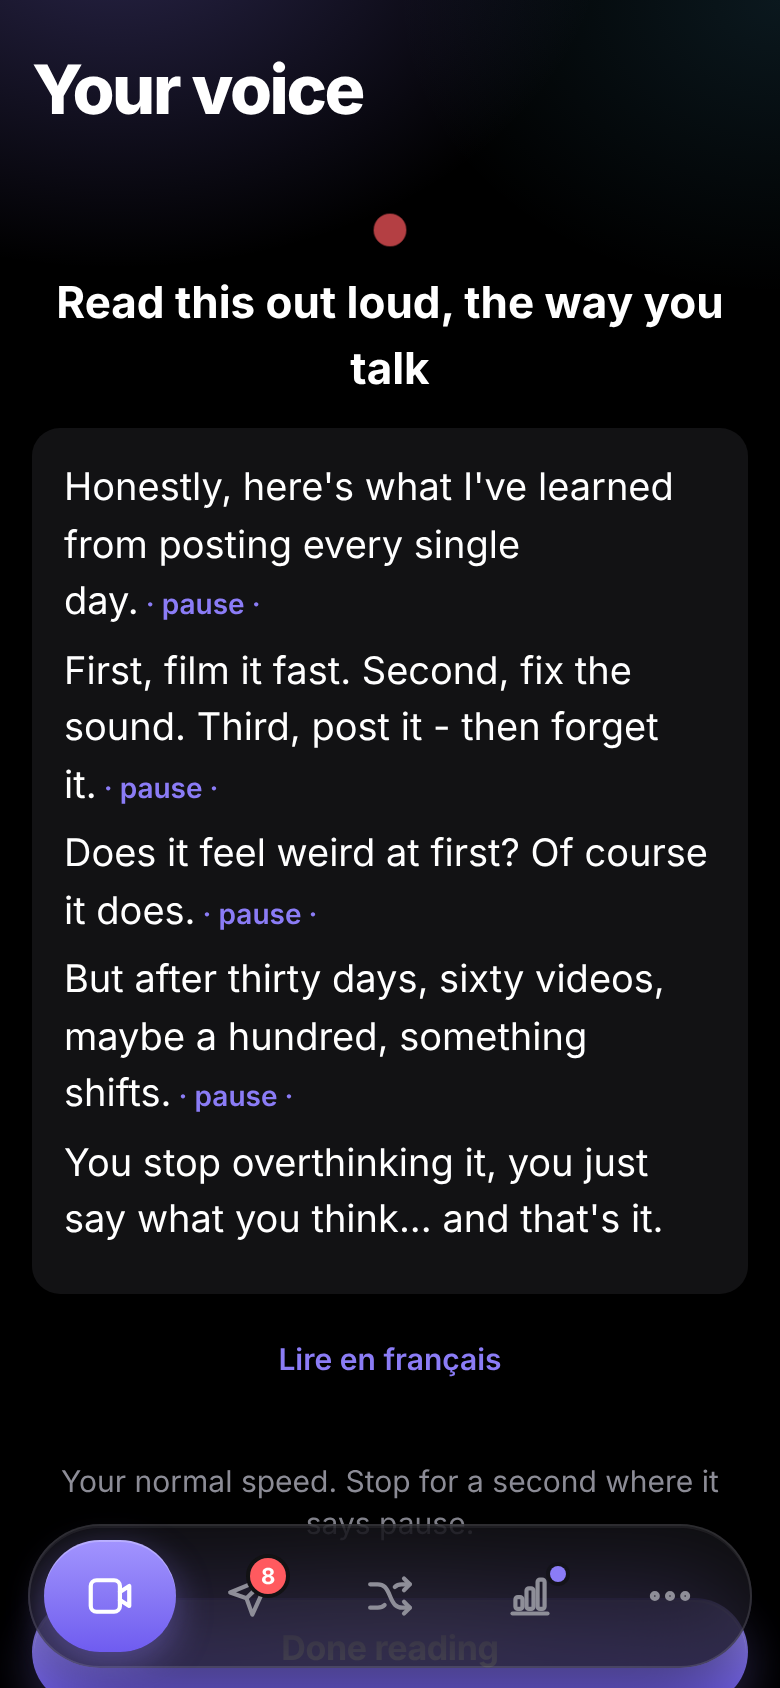 Your voice
Read this out loud, the way you
talk
Honestly, here's what I've learned
from posting every single
day. · pause ·
First, film it fast. Second, fix the
sound. Third, post it - then forget
it. · pause ·
Does it feel weird at first? Of course
it does. · pause ·
But after thirty days, sixty videos,
maybe a hundred, something
shifts. · pause ·
You stop overthinking it, you just
say what you think... and that's it.
Lire en français
Your normal speed. Stop for a second where it
says pause.
8
Done reading